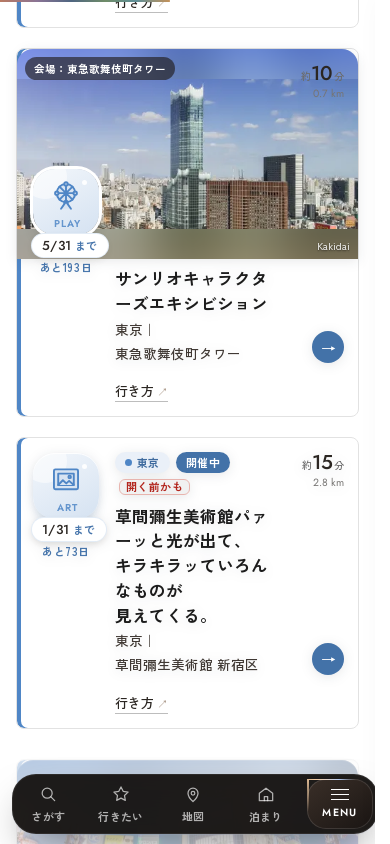 行き方 ↗
会場：東急歌舞伎町タワー
約10分
0.7 km
PLAY
5/31 まで
あと193日
Kakidai
サンリオキャラクタ
ーズエキシビション
東京 |
東急歌舞伎町タワー
→
行き方 ↗
東京 開催中
開く前かも
約15分
2.8 km
ART
1/31 まで
あと73日
草間彌生美術館パァ
ーッと光が出て、
キラキラッていろん
なものが
見えてくる。
東京 |
草間彌生美術館 新宿区
→
行き方 ↗
さがす 行きたい 地図 泊まり MENU